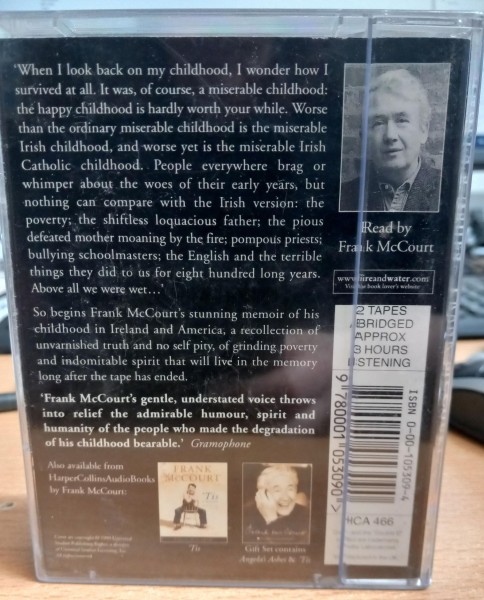 'When I look back on my childhood, I wonder how I
survived at all. It was, of course, a miserable childhood:
the happy childhood is hardly worth your while. Worse
than the ordinary miserable childhood is the miserable
Irish childhood, and worse yet is the miserable Irish
Catholic childhood. People everywhere brag or
whimper about the woes of their early years, but
nothing can compare with the Irish version: the
poverty; the shiftless loquacious father; the pious
defeated mother moaning by the fire; pompous priests;
bullying schoolmasters; the English and the terrible
things they did to us for eight hundred long years.
Above all we were wet…'
So begins Frank McCourt's stunning memoir of his
childhood in Ireland and America, a recollection of
unvarnished truth and no self pity, of grinding poverty
and indomitable spirit that will live in the memory
long after the tape has ended.
'Frank McCourt's gentle, understated voice throws
into relief the admirable humour, spirit and
humanity of the people who made the degradation
of his childhood bearable.' Gramophone
Also available from
HarperCollinsAudioBooks
by Frank McCourt:
FRANK
McCOURT
'Tis
'Tis
Gift Set contains
Angela's Ashes & 'Tis
Read by
Frank McCourt
www.fireandwater.com
Visit the book lover's website
2 TAPES
ABRIDGED
APPROX
3 HOURS
LISTENING
ISBN 0-00-105309-4
9 780001 053090 >
HCA 466